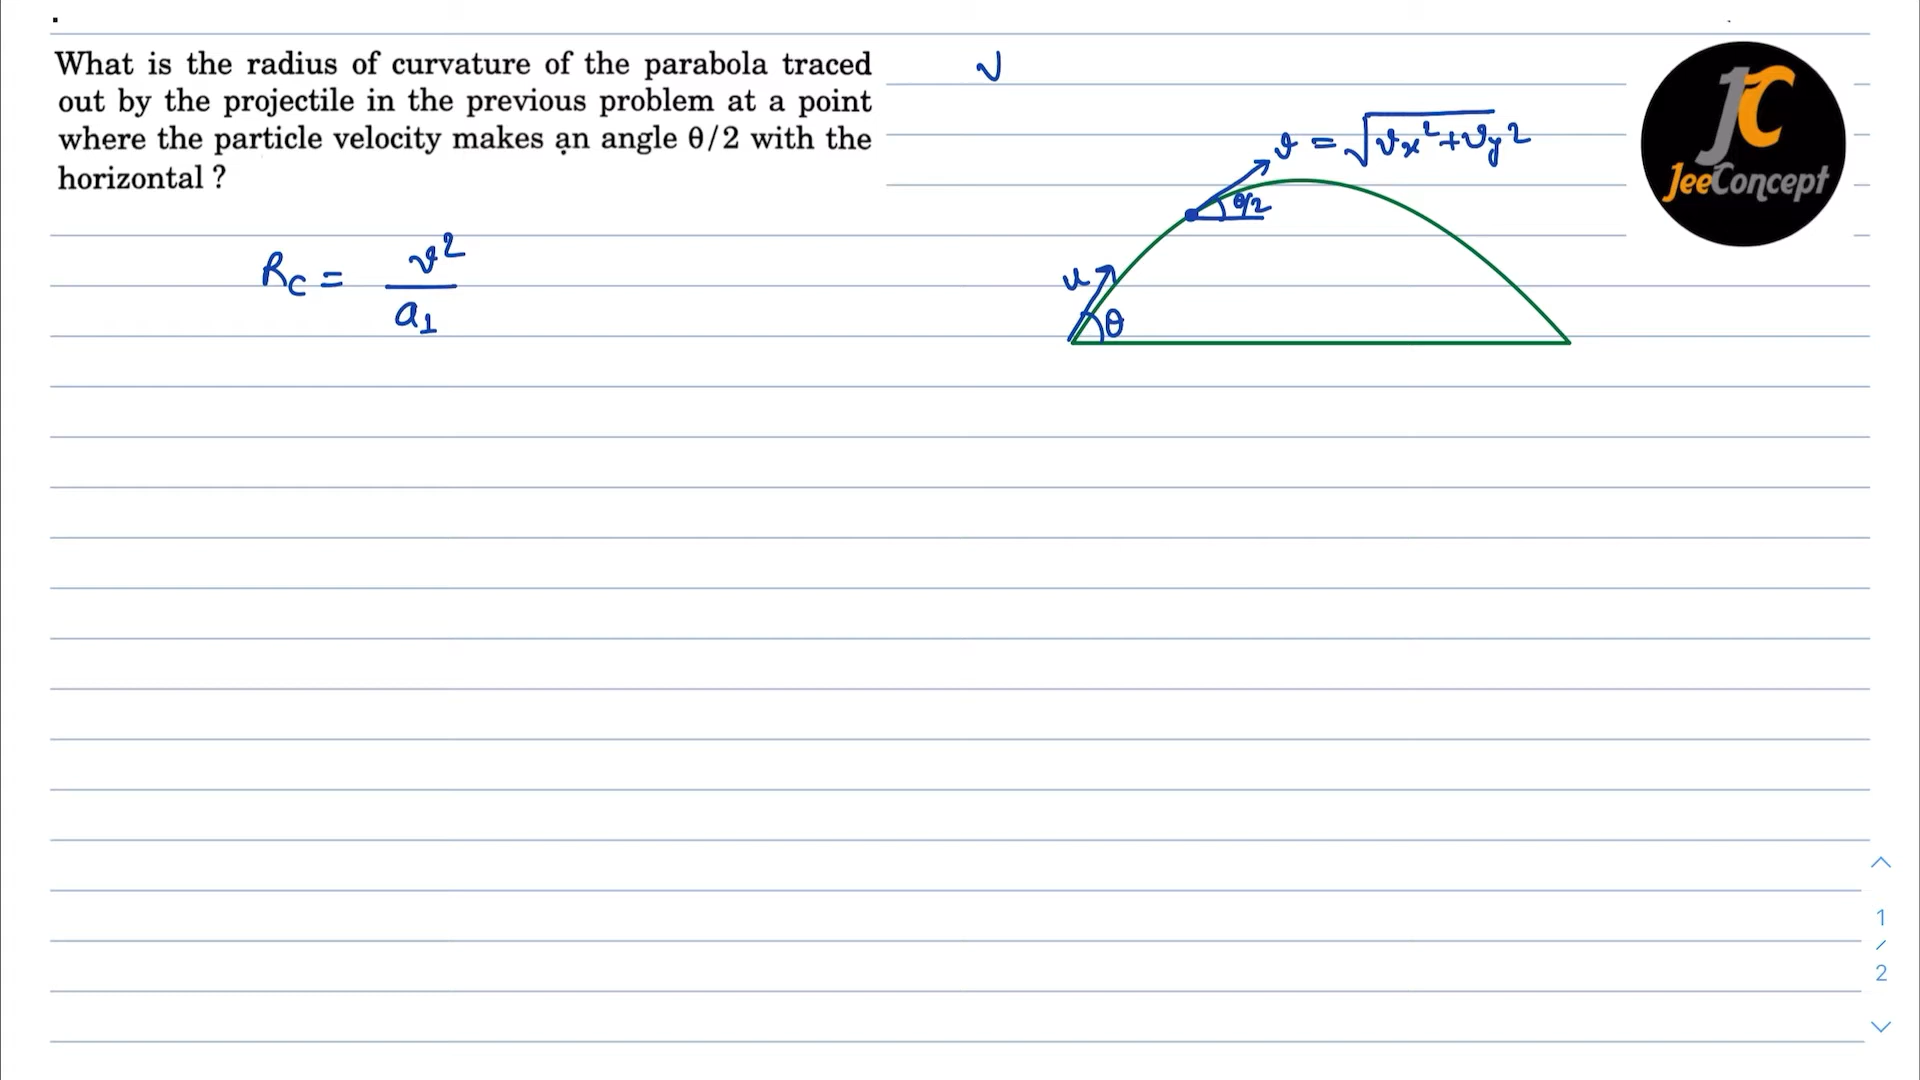 What is the radius of curvature of the parabola traced
out by the projectile in the previous problem at a point
where the particle velocity makes an angle θ/2 with the
horizontal ?
v = √(vx²+vy²)
θ/2
u
θ
Rc = v²/a⊥
JC
JeeConcept
1
/
2